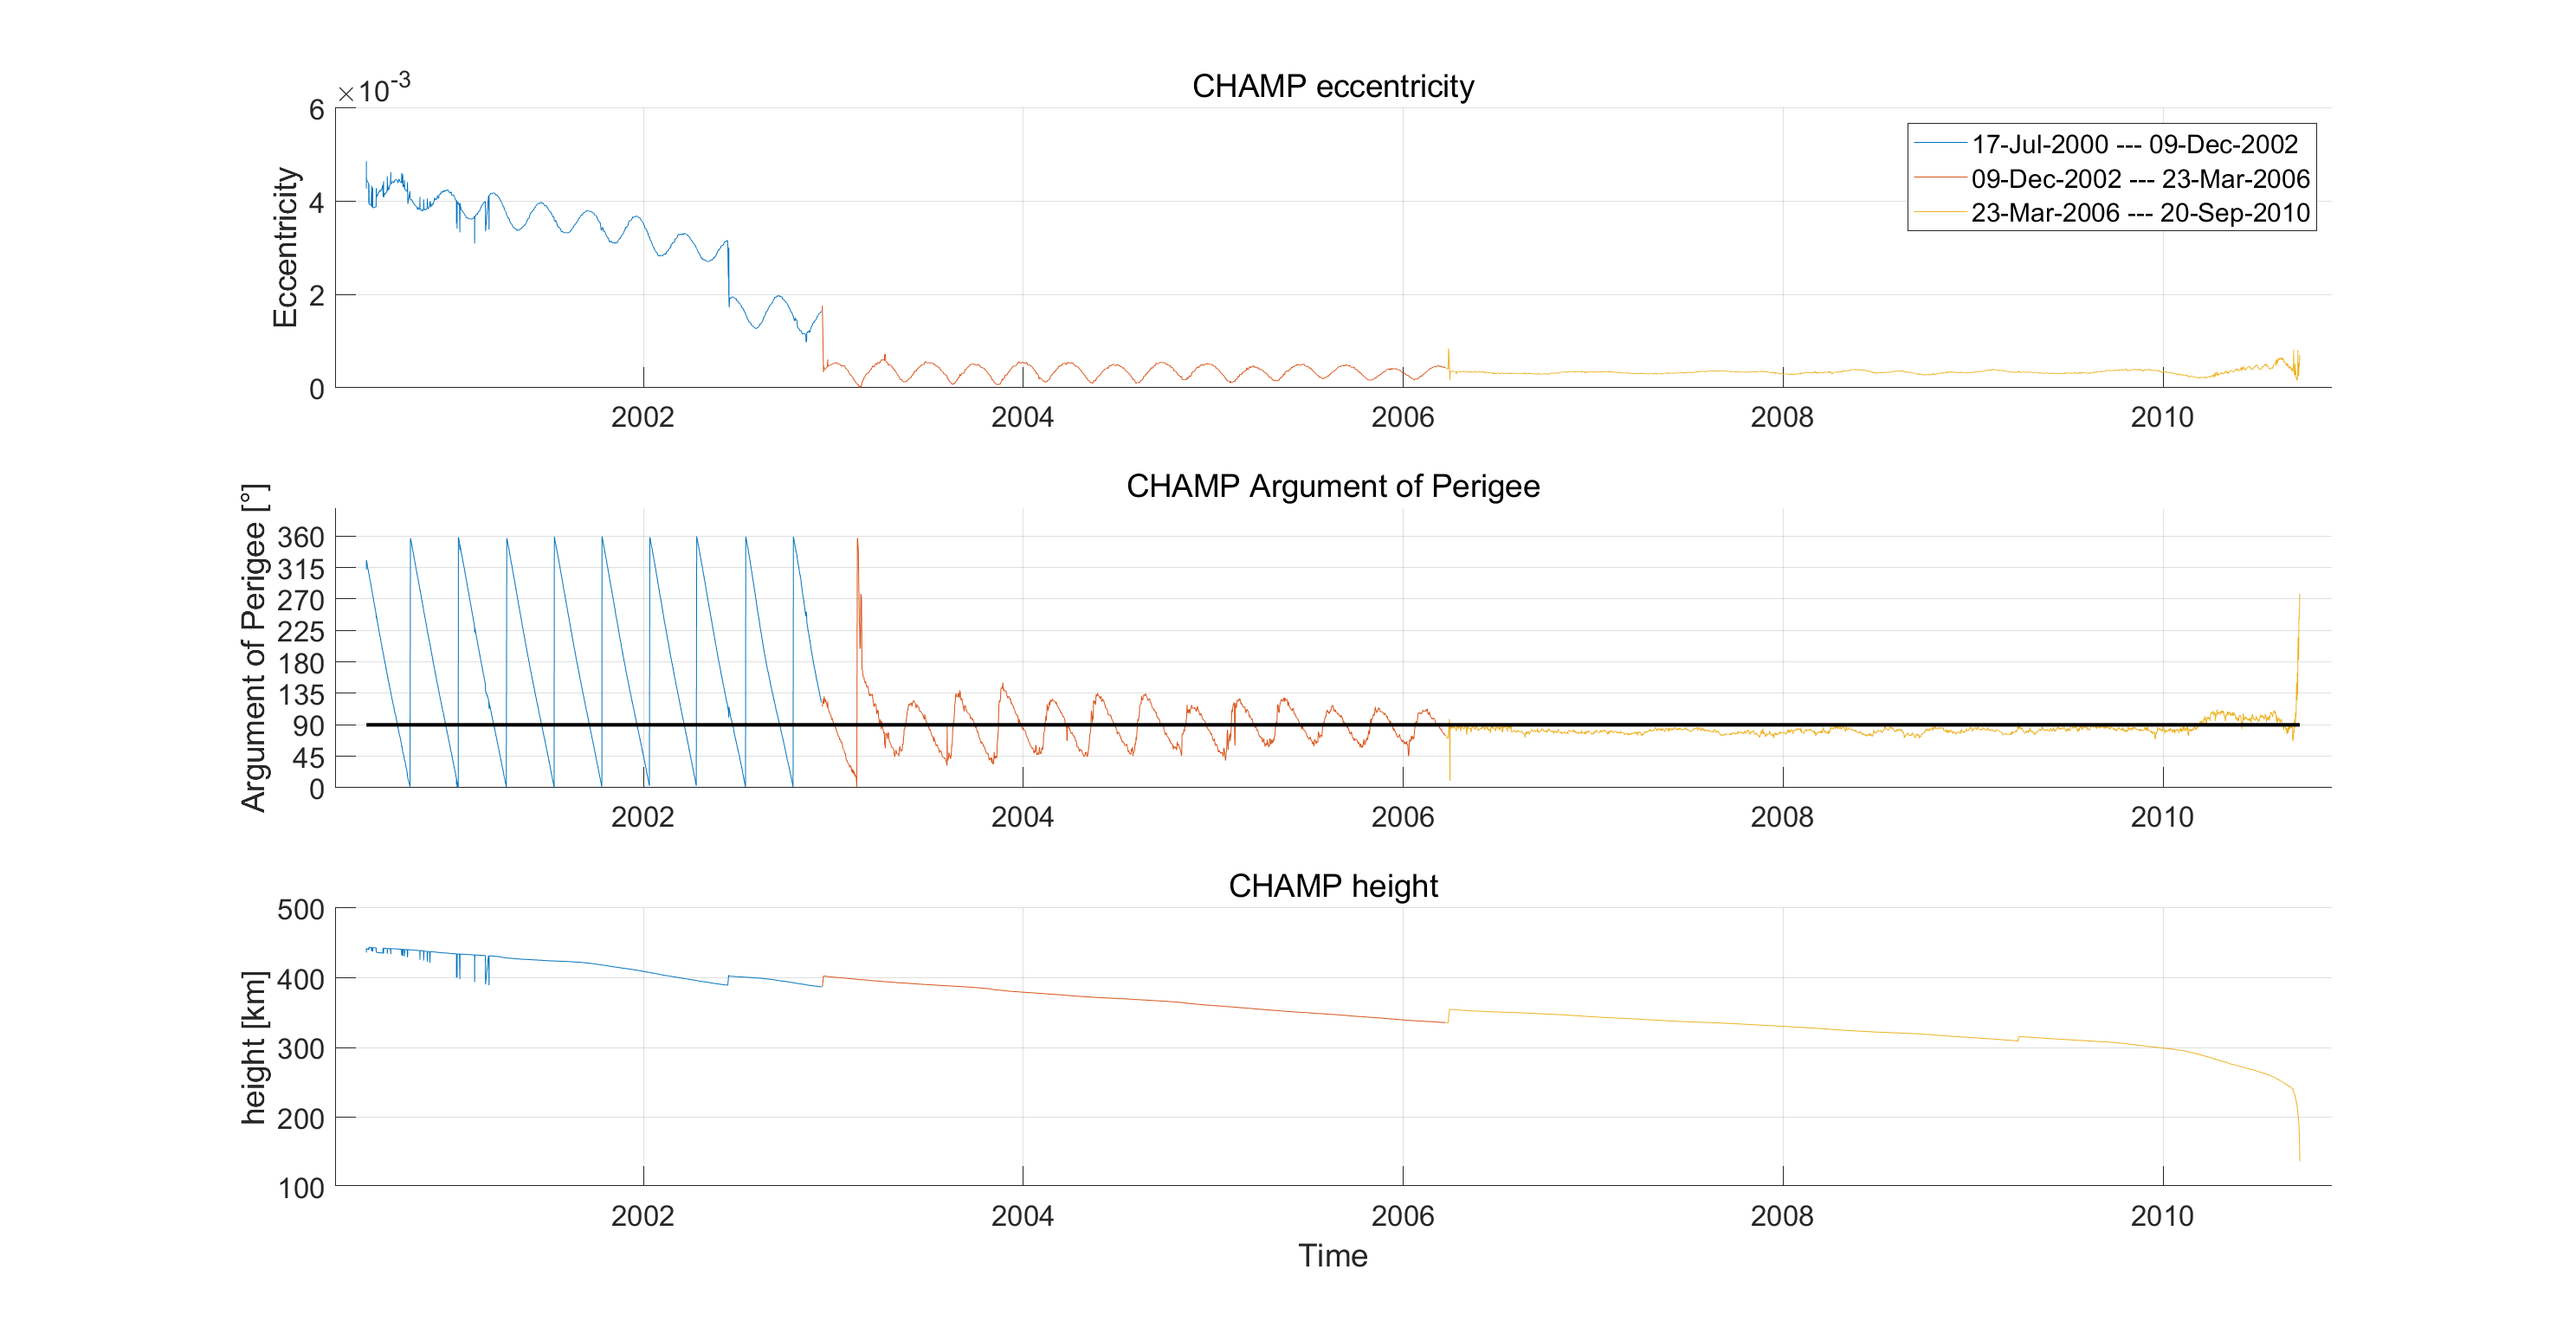 CHAMP eccentricity
×10-3
Eccentricity
6
4
2
0
17-Jul-2000 --- 09-Dec-2002
09-Dec-2002 --- 23-Mar-2006
23-Mar-2006 --- 20-Sep-2010
2002 2004 2006 2008 2010
CHAMP Argument of Perigee
Argument of Perigee [°]
360
315
270
225
180
135
90
45
0
2002 2004 2006 2008 2010
CHAMP height
height [km]
500
400
300
200
100
2002 2004 2006 2008 2010
Time